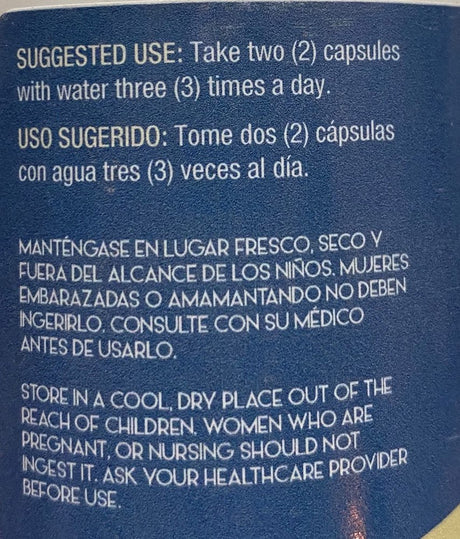 SUGGESTED USE: Take two (2) capsules
with water three (3) times a day.
USO SUGERIDO: Tome dos (2) cápsulas
con agua tres (3) veces al día.
MANTÉNGASE EN LUGAR FRESCO, SECO Y
FUERA DEL ALCANCE DE LOS NIÑOS. MUJERES
EMBARAZADAS O AMAMANTANDO NO DEBEN
INGERIRLO. CONSULTE CON SU MÉDICO
ANTES DE USARLO.
STORE IN A COOL, DRY PLACE OUT OF THE
REACH OF CHILDREN. WOMEN WHO ARE
PREGNANT, OR NURSING SHOULD NOT
INGEST IT. ASK YOUR HEALTHCARE PROVIDER
BEFORE USE.